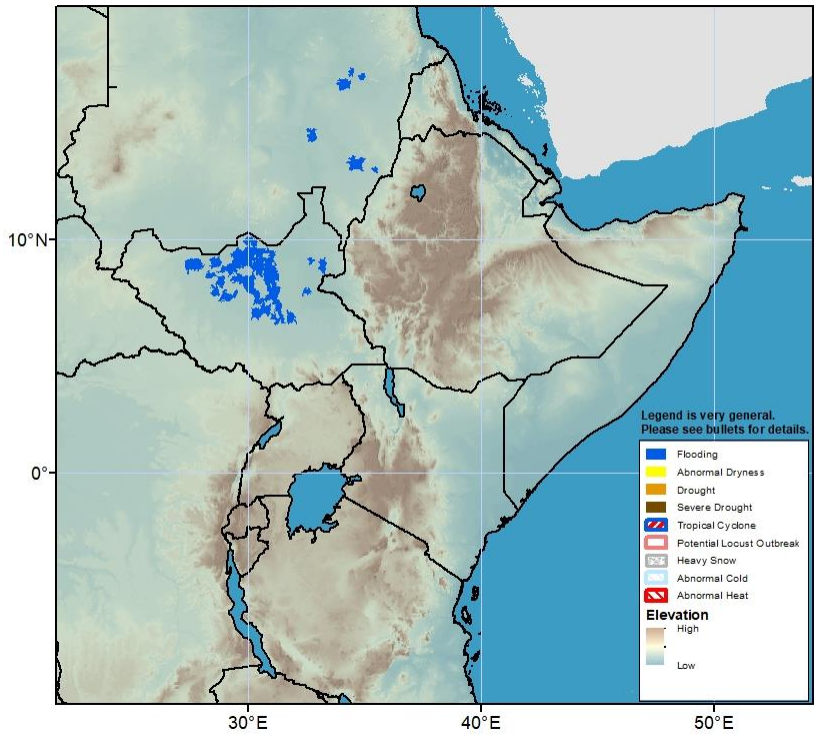 10°N
0°
Legend is very general.
Please see bullets for details.
Flooding
Abnormal Dryness
Drought
Severe Drought
Tropical Cyclone
Potential Locust Outbreak
Heavy Snow
Abnormal Cold
Abnormal Heat
Elevation
High
Low
30°E
40°E
50°E